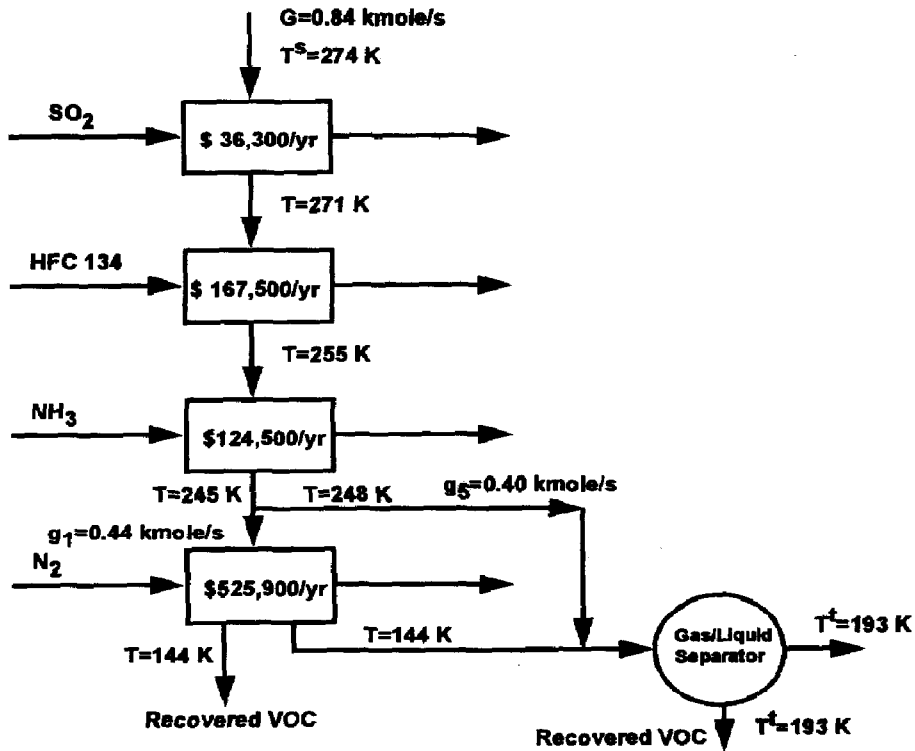 G=0.84 kmole/s
T^s=274 K
SO2
$ 36,300/yr
T=271 K
HFC 134
$ 167,500/yr
T=255 K
NH3
$124,500/yr
T=245 K
T=248 K
g5=0.40 kmole/s
g1=0.44 kmole/s
N2
$525,900/yr
T=144 K
T=144 K
Gas/Liquid
Separator
T^t=193 K
Recovered VOC
Recovered VOC
T^t=193 K